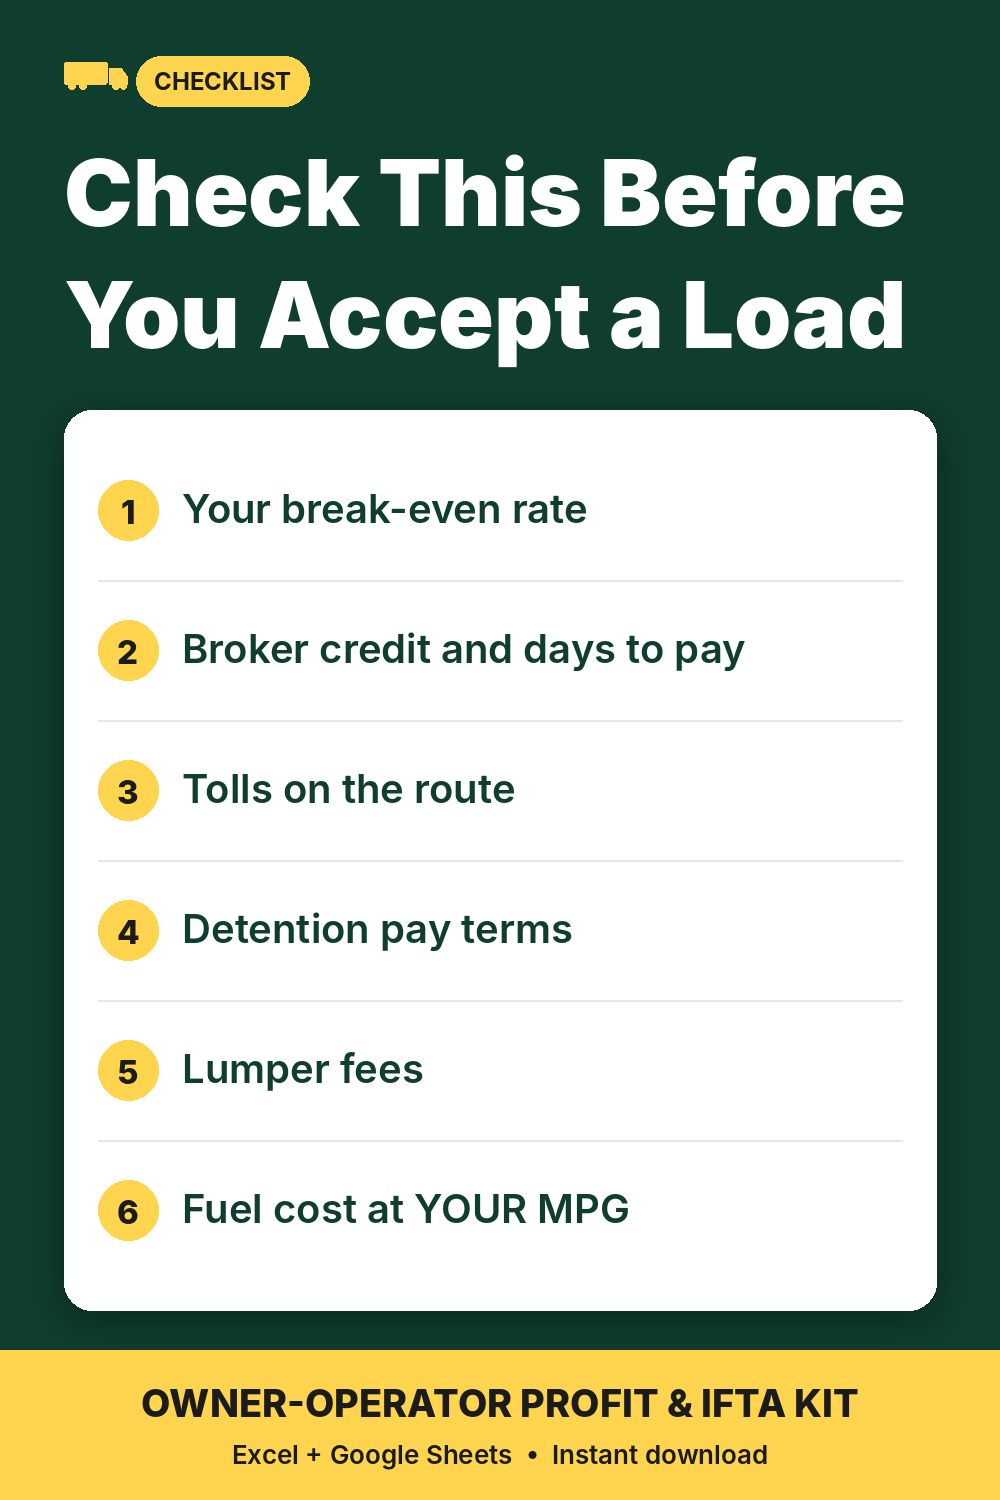 CHECKLIST
Check This Before
You Accept a Load
1 Your break-even rate
2 Broker credit and days to pay
3 Tolls on the route
4 Detention pay terms
5 Lumper fees
6 Fuel cost at YOUR MPG
OWNER-OPERATOR PROFIT & IFTA KIT
Excel + Google Sheets • Instant download